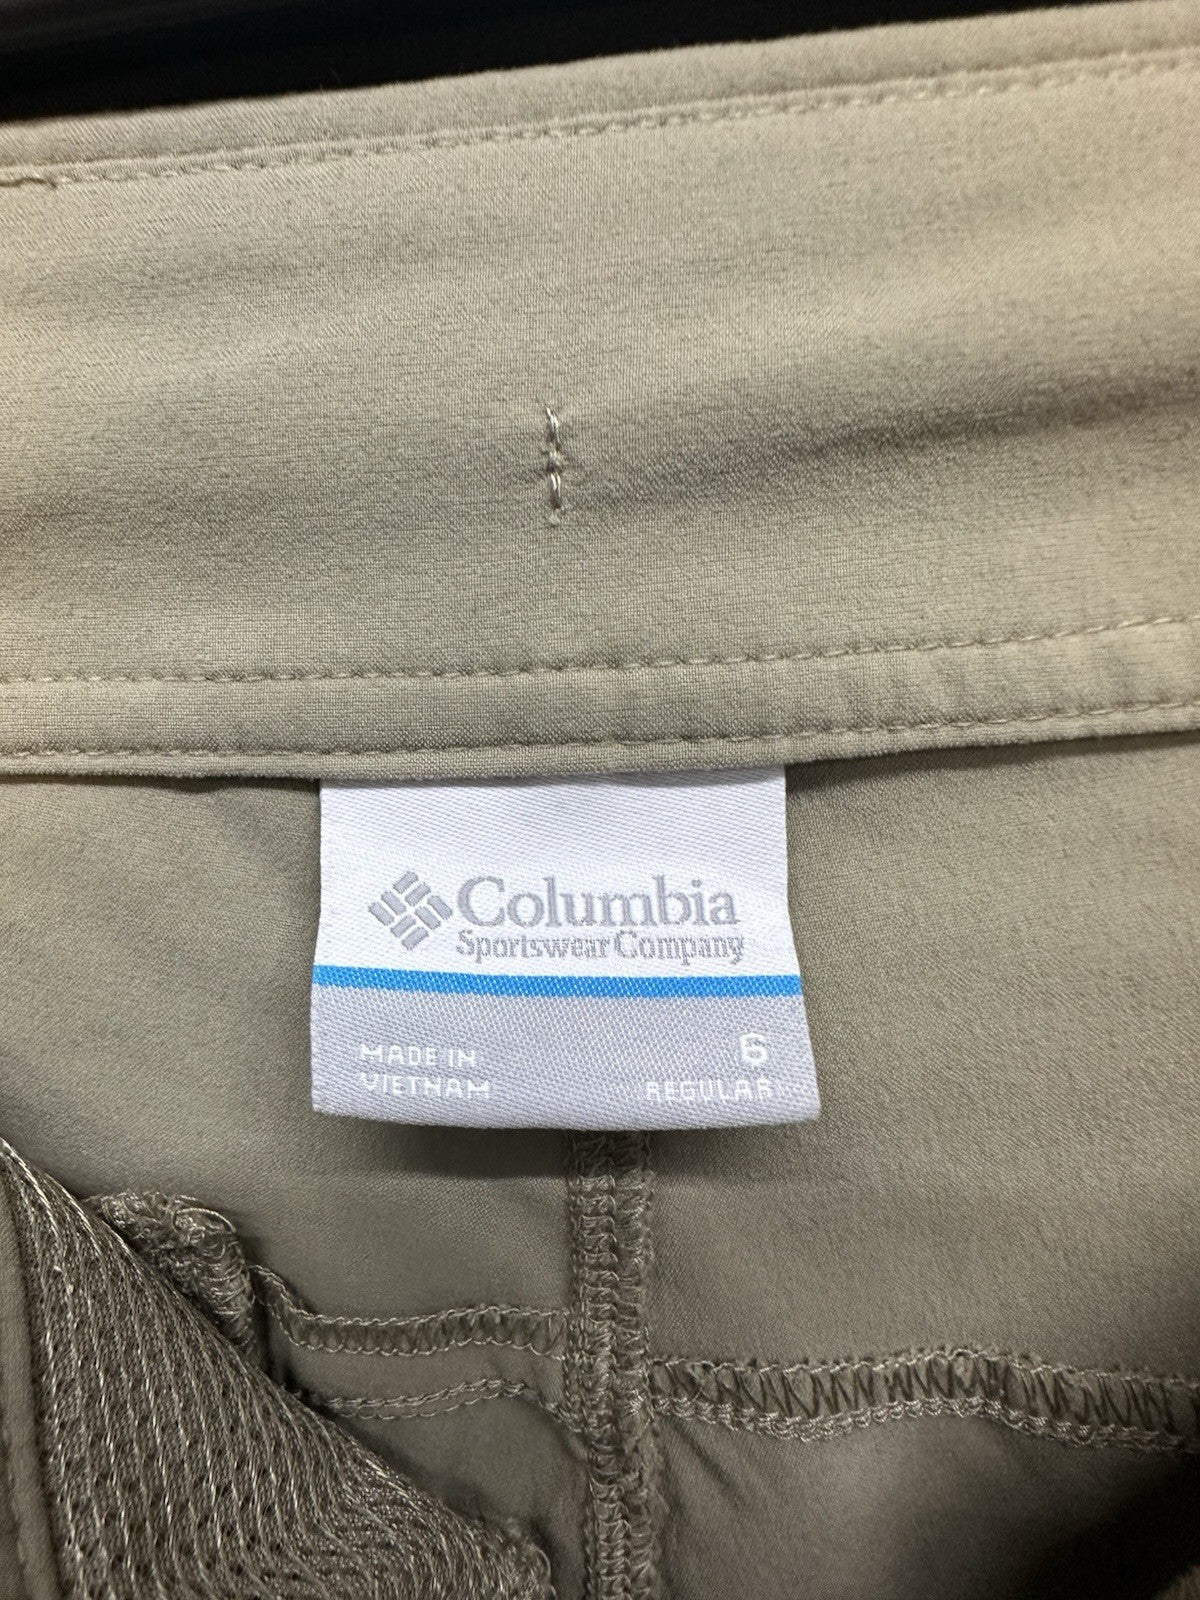 Columbia
Sportswear Company
MADE IN
VIETNAM
6
REGULAR